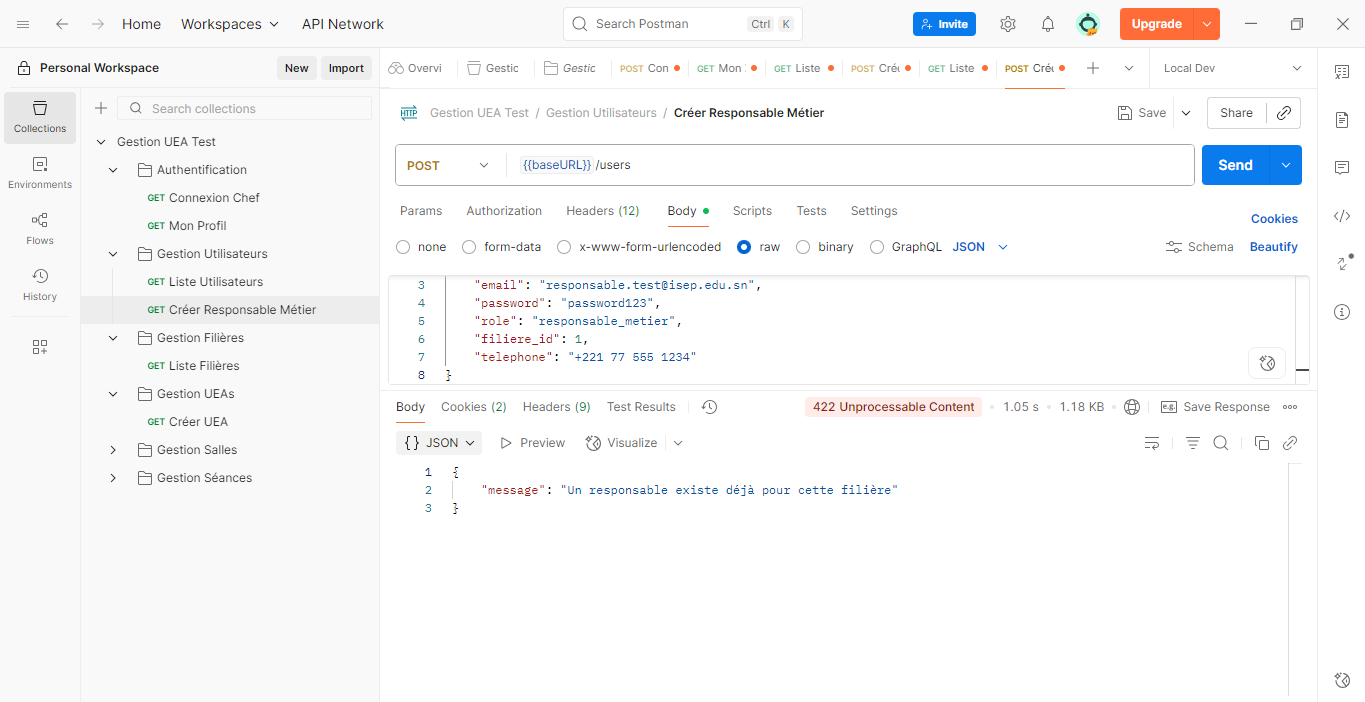 Home Workspaces API Network Search Postman Ctrl K Invite Upgrade
Personal Workspace New Import
Overvi Gestic Gestic POST Con GET Mon GET Liste POST Cré GET Liste POST Cré Local Dev
Collections
Environments
Flows
History
Search collections
Gestion UEA Test
Authentification
GET Connexion Chef
GET Mon Profil
Gestion Utilisateurs
GET Liste Utilisateurs
GET Créer Responsable Métier
Gestion Filières
GET Liste Filières
Gestion UEAs
GET Créer UEA
Gestion Salles
Gestion Séances
HTTP Gestion UEA Test / Gestion Utilisateurs / Créer Responsable Métier Save Share
POST {{baseURL}} /users Send
Params Authorization Headers (12) Body Scripts Tests Settings Cookies
none form-data x-www-form-urlencoded raw binary GraphQL JSON Schema Beautify
3 "email": "responsable.test@isep.edu.sn",
4 "password": "password123",
5 "role": "responsable_metier",
6 "filiere_id": 1,
7 "telephone": "+221 77 555 1234"
8 }
Body Cookies (2) Headers (9) Test Results 422 Unprocessable Content 1.05 s 1.18 KB e.g. Save Response
{} JSON Preview Visualize
1 {
2 "message": "Un responsable existe déjà pour cette filière"
3 }